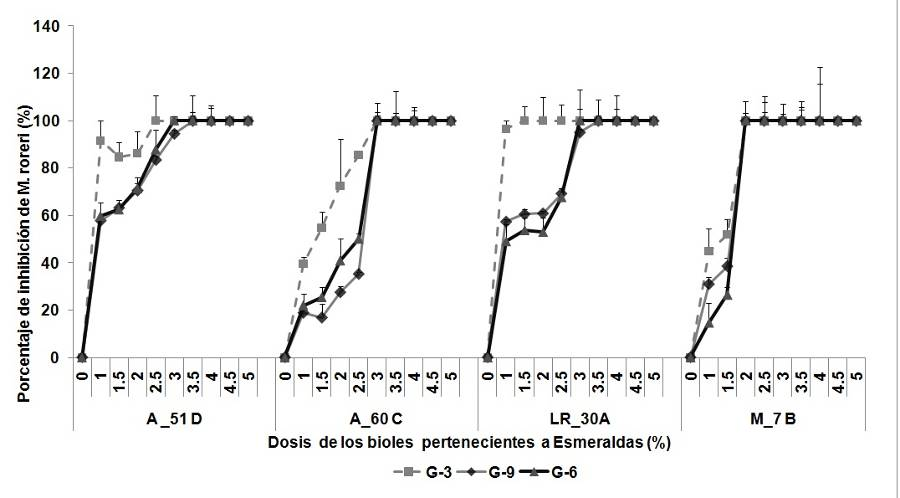 Porcentaje de inhibición de M. roreri (%)
140
120
100
80
60
40
20
0
0 1 1.5 2 2.5 3 3.5 4 4.5 5 0 1 1.5 2 2.5 3 3.5 4 4.5 5 0 1 1.5 2 2.5 3 3.5 4 4.5 5 0 1 1.5 2 2.5 3 3.5 4 4.5 5
A_51D A_60C LR_30A M_7B
Dosis de los bioles pertenecientes a Esmeraldas (%)
G-3 G-9 G-6